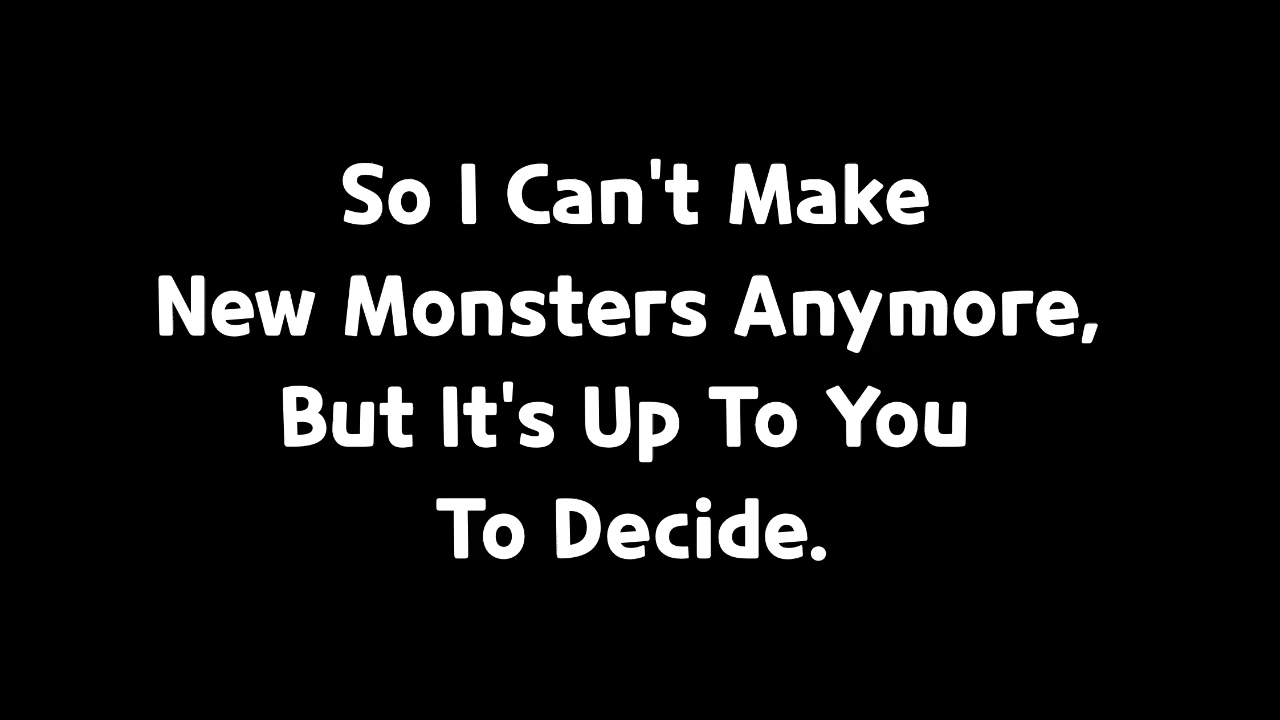 So I Can't Make
New Monsters Anymore,
But It's Up To You
To Decide.